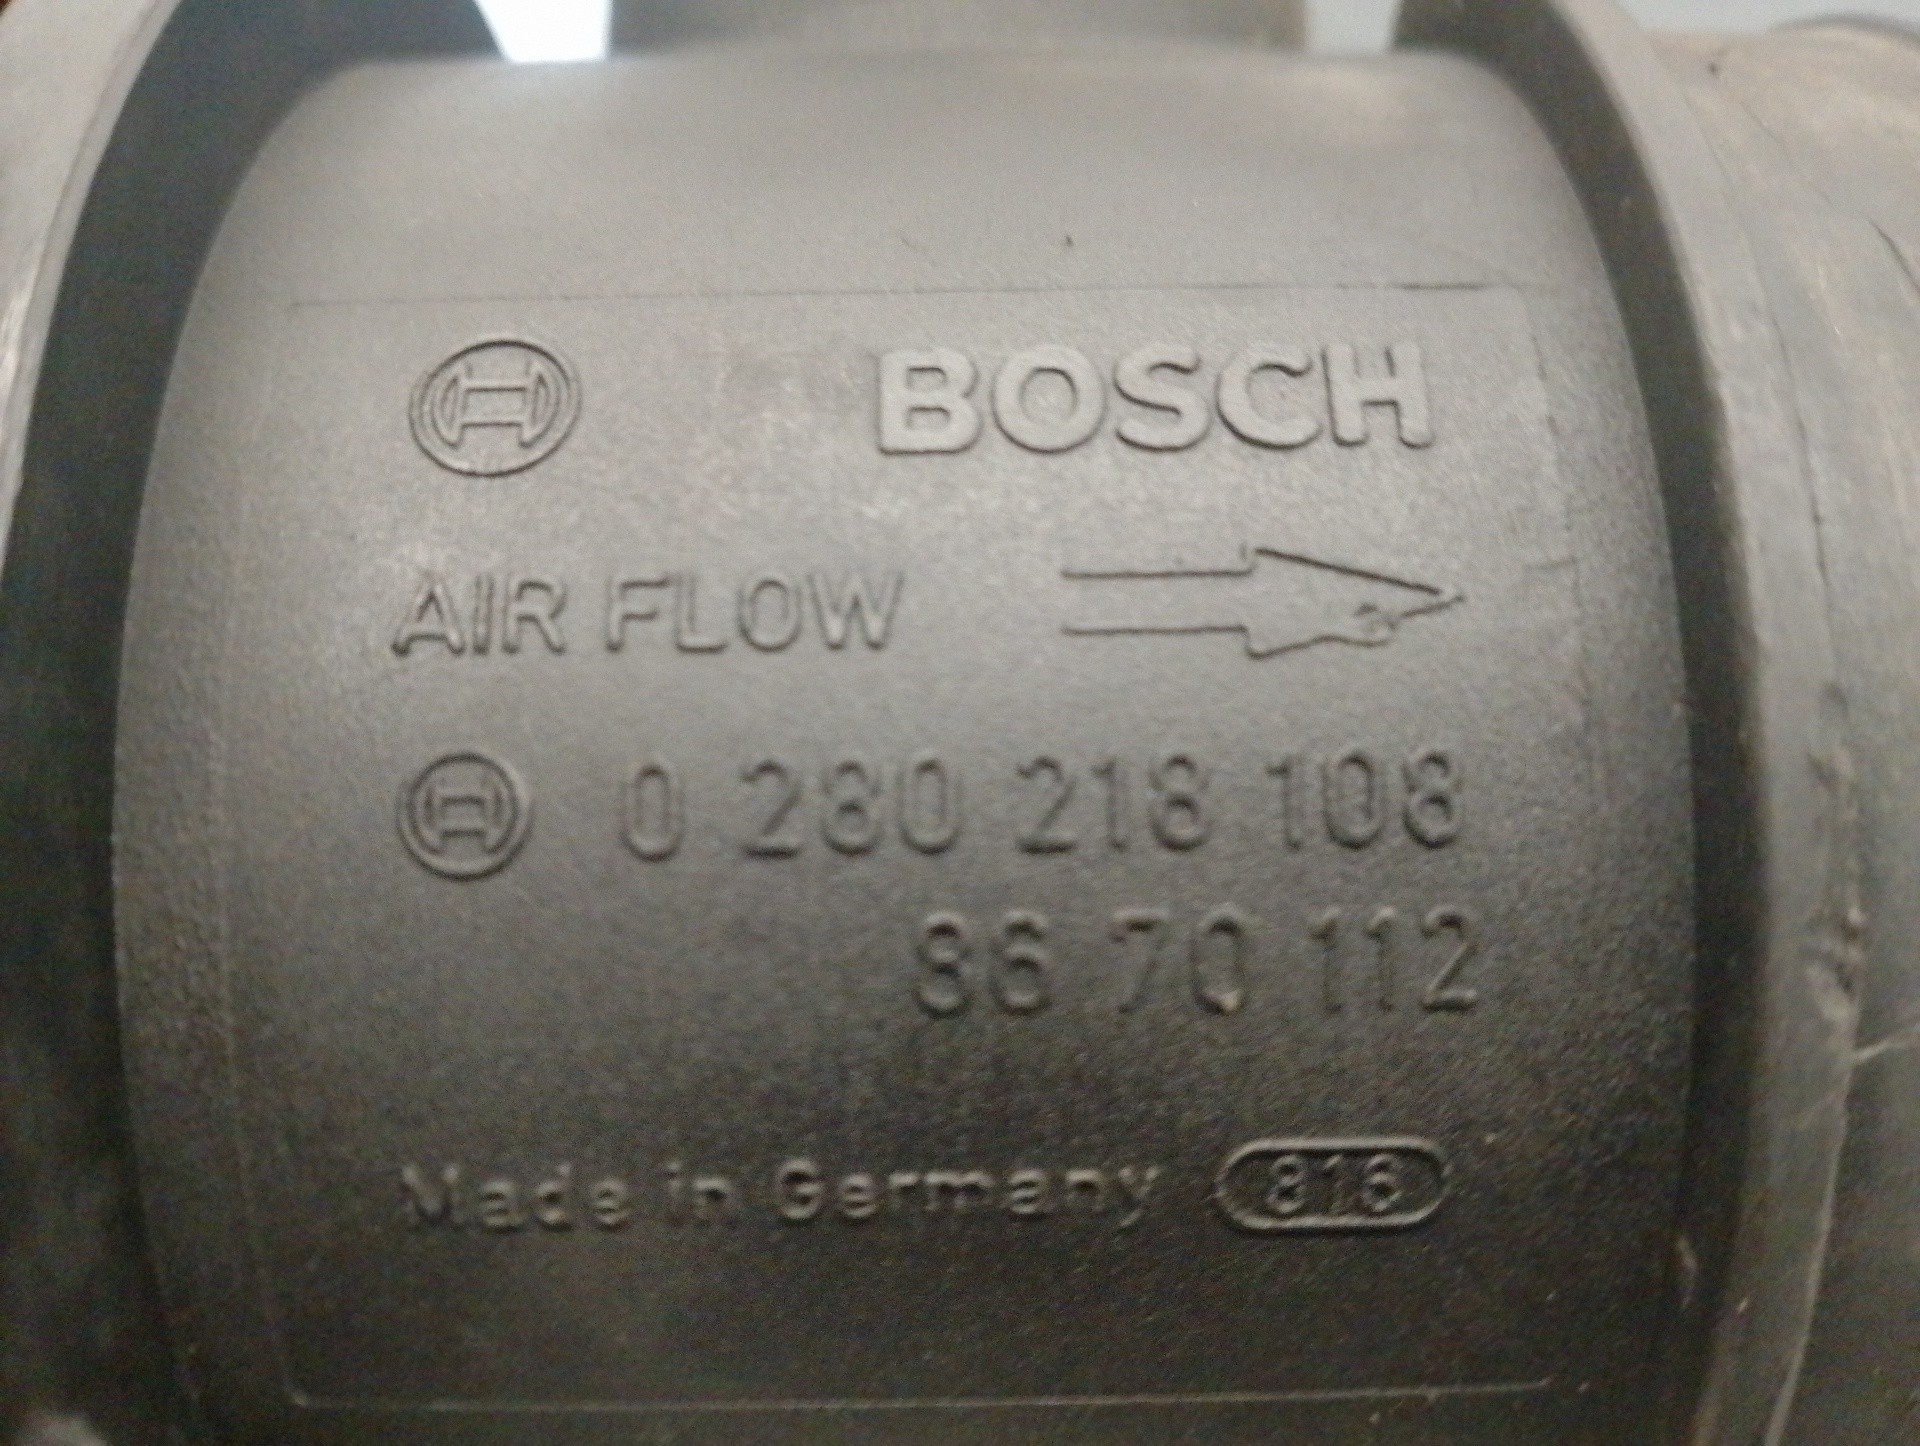 BOSCH
AIR FLOW
0 280 218 108
86 70 112
Made in Germany 816